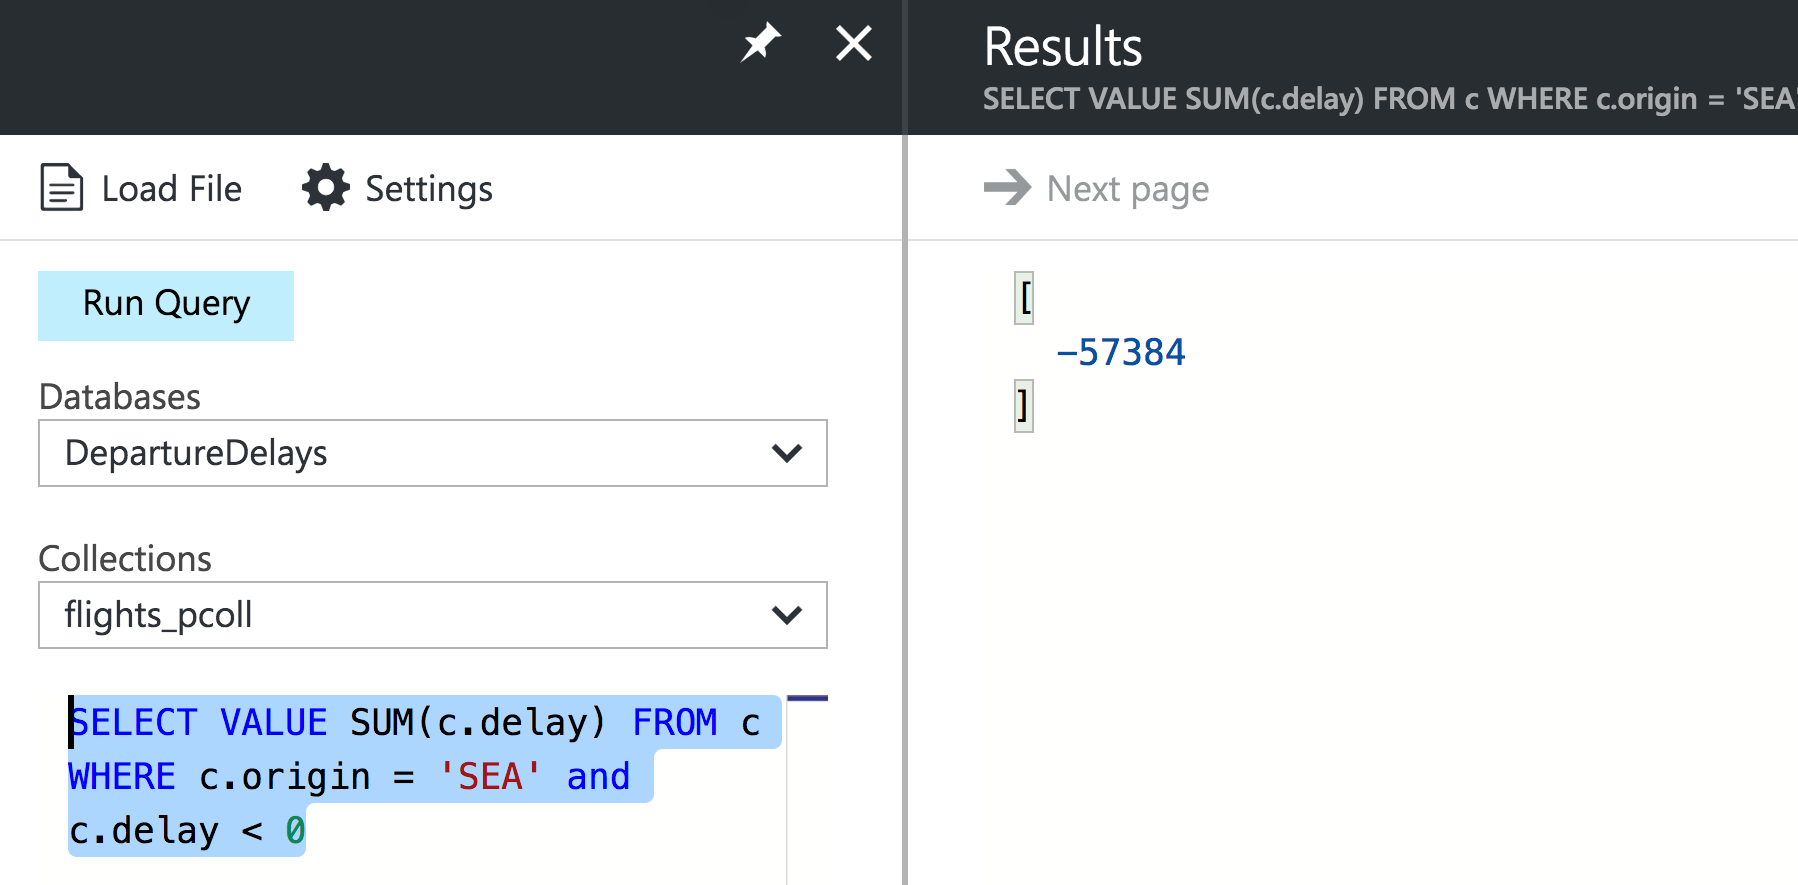 Results
SELECT VALUE SUM(c.delay) FROM c WHERE c.origin = 'SEA'
Load File
Settings
Next page
Run Query
Databases
DepartureDelays
Collections
flights_pcoll
SELECT VALUE SUM(c.delay) FROM c
WHERE c.origin = 'SEA' and
c.delay < 0
[
-57384
]